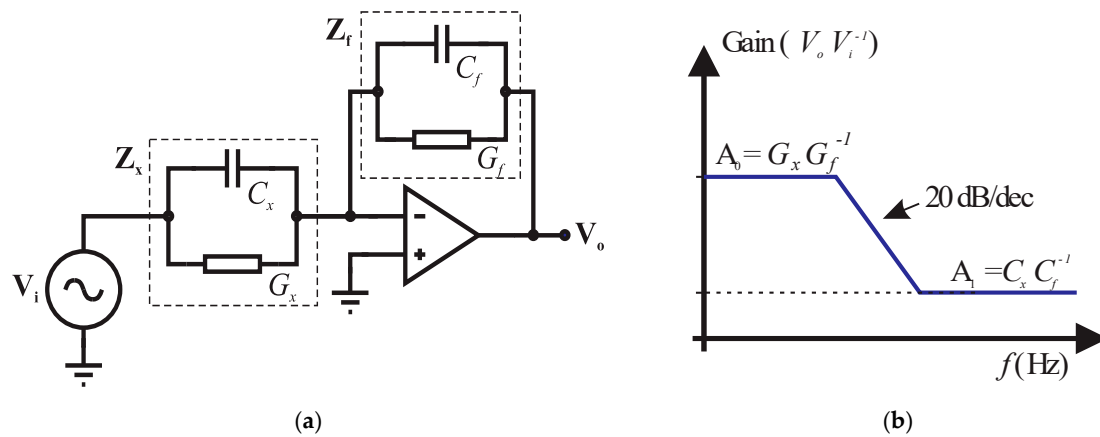 Z_f
C_f
G_f
Z_x
C_x
G_x
V_i
−
+
V_o
(a)
Gain ( V_o V_i^-1)
A_0 = G_x G_f^-1
20 dB/dec
A_1 = C_x C_f^-1
f (Hz)
(b)